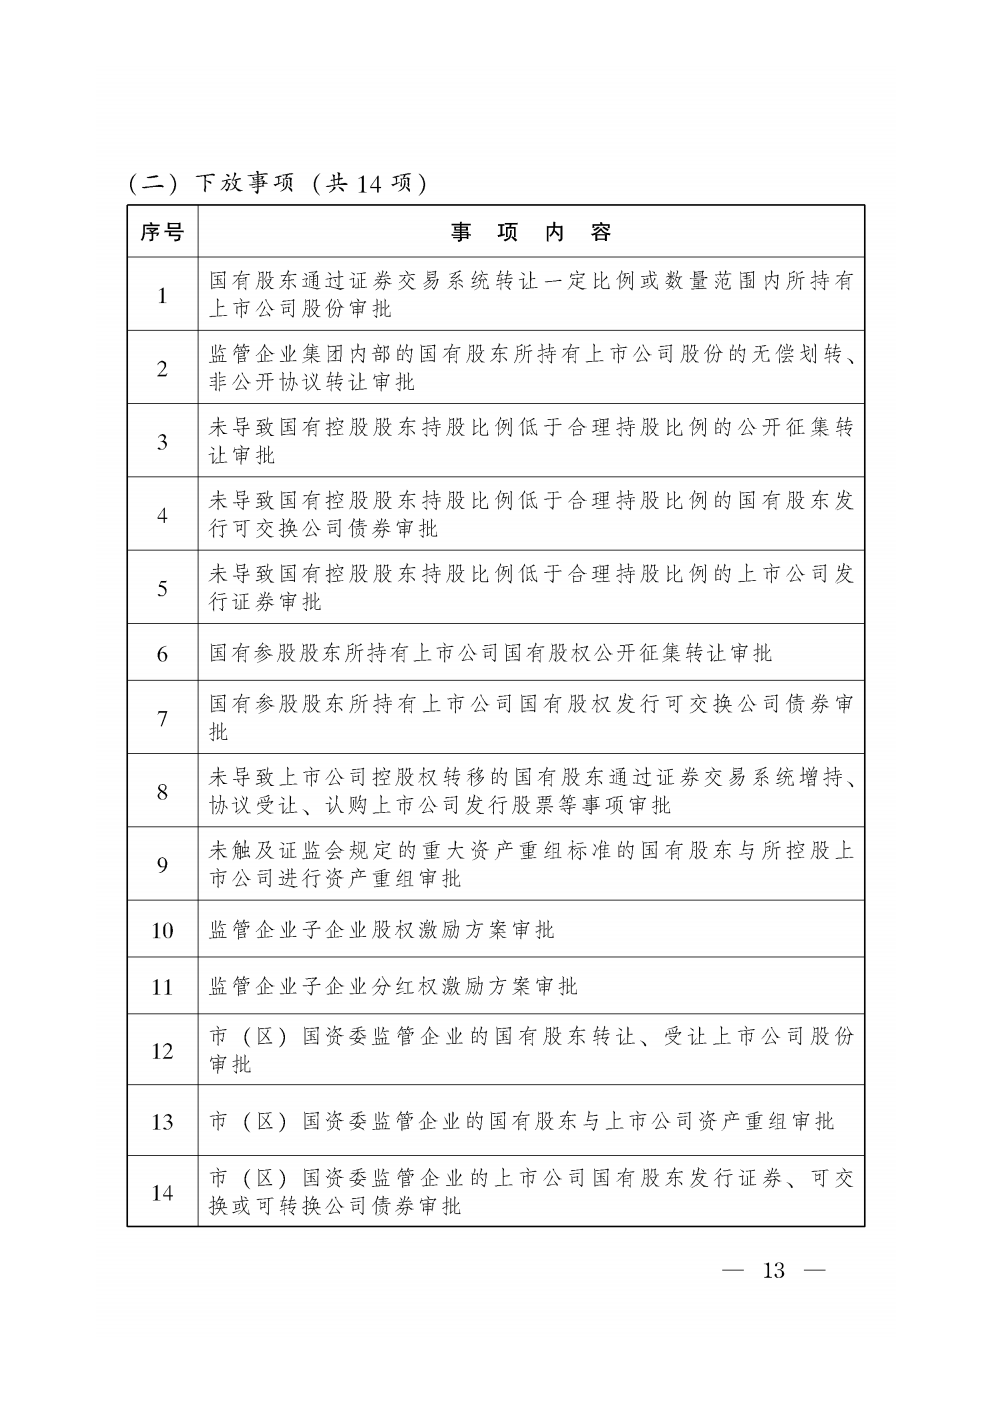 (二) 下放事项 (共 14 项)
序号 事 项 内 容
1 国有股东通过证券交易系统转让一定比例或数量范围内所持有
上市公司股份审批
2 监管企业集团内部的国有股东所持有上市公司股份的无偿划转、
非公开协议转让审批
3 未导致国有控股股东持股比例低于合理持股比例的公开征集转
让审批
4 未导致国有控股股东持股比例低于合理持股比例的国有股东发
行可交换公司债券审批
5 未导致国有控股股东持股比例低于合理持股比例的上市公司发
行证券审批
6 国有参股股东所持有上市公司国有股权公开征集转让审批
7 国有参股股东所持有上市公司国有股权发行可交换公司债券审
批
8 未导致上市公司控股权转移的国有股东通过证券交易系统增持、
协议受让、认购上市公司发行股票等事项审批
9 未触及证监会规定的重大资产重组标准的国有股东与所控股上
市公司进行资产重组审批
10 监管企业子企业股权激励方案审批
11 监管企业子企业分红权激励方案审批
12 市（区）国资委监管企业的国有股东转让、受让上市公司股份
审批
13 市（区）国资委监管企业的国有股东与上市公司资产重组审批
14 市（区）国资委监管企业的上市公司国有股东发行证券、可交
换或可转换公司债券审批
— 13 —